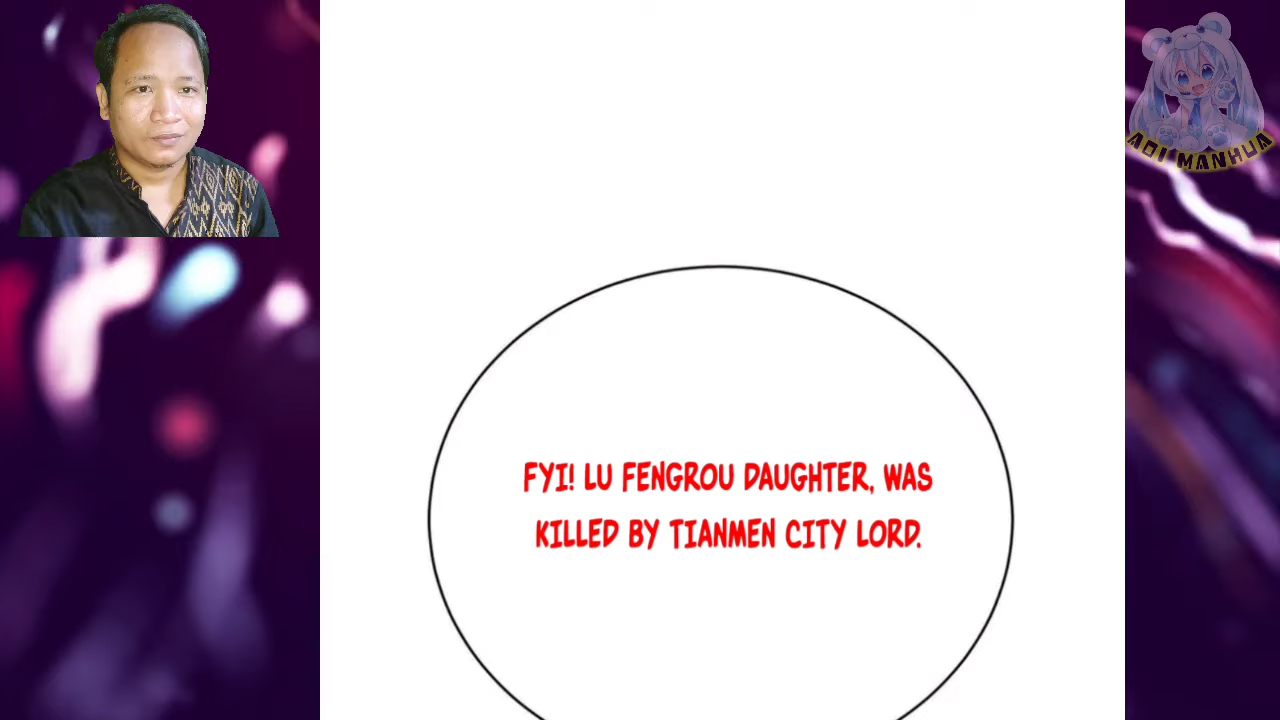 AOI MANHUA
FYI! LU FENGROU DAUGHTER, WAS
KILLED BY TIANMEN CITY LORD.